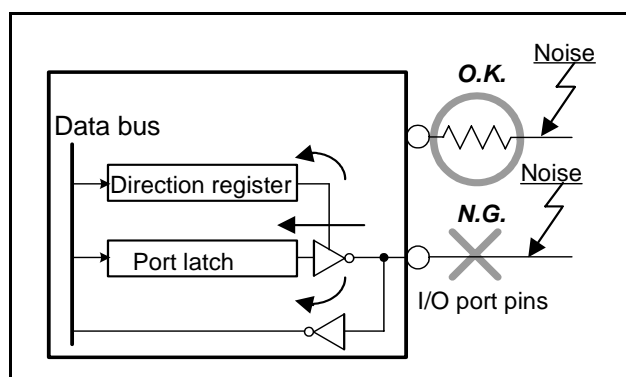 Noise
O.K.
Data bus
Direction register
Noise
N.G.
Port latch
I/O port pins